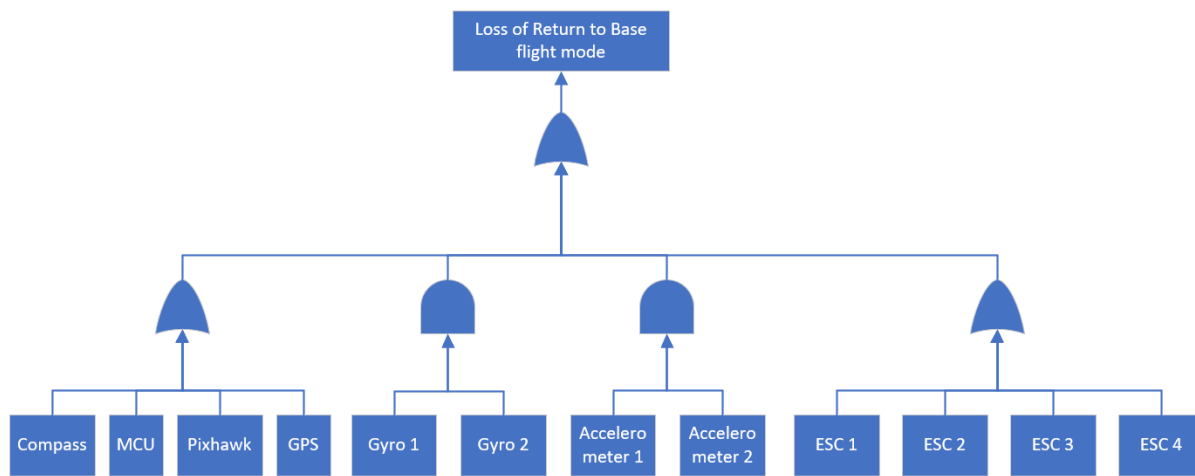 Loss of Return to Base
flight mode
Compass
MCU
Pixhawk
GPS
Gyro 1
Gyro 2
Accelero
meter 1
Accelero
meter 2
ESC 1
ESC 2
ESC 3
ESC 4